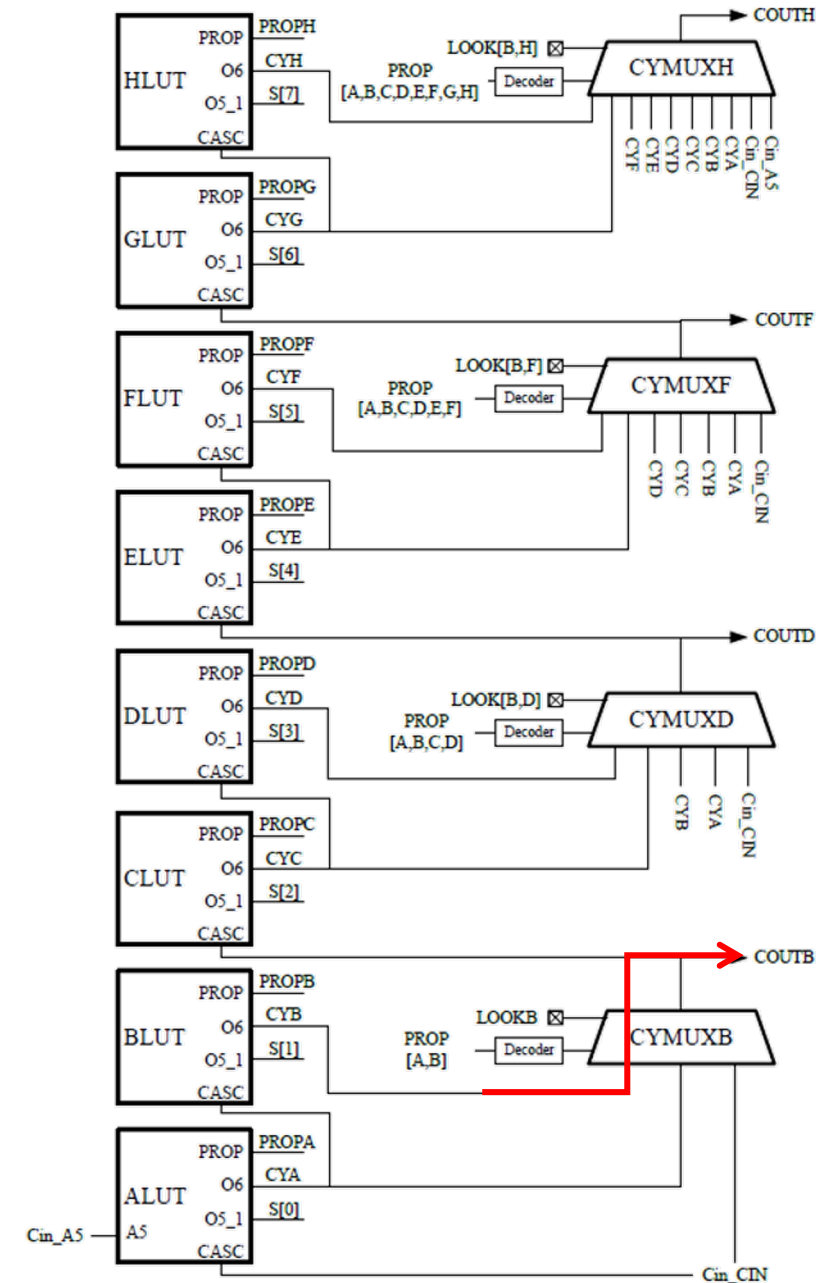 COUTH
PROP PROPH
LOOK[B,H]
HLUT O6 CYH
PROP
[A,B,C,D,E,F,G,H]
Decoder
CYMUXH
O5_1 S[7]
CASC
CYF CYE CYD CYC CYB CYA Cin_CIN Cin_A5
PROP PROPG
GLUT O6 CYG
O5_1 S[6]
CASC
COUTF
PROP PROPF
LOOK[B,F]
FLUT O6 CYF
PROP
[A,B,C,D,E,F]
Decoder
CYMUXF
O5_1 S[5]
CASC
CYD CYC CYB CYA Cin_CIN
PROP PROPE
ELUT O6 CYE
O5_1 S[4]
CASC
COUTD
PROP PROPD
LOOK[B,D]
DLUT O6 CYD
PROP
[A,B,C,D]
Decoder
CYMUXD
O5_1 S[3]
CASC
CYB CYA Cin_CIN
PROP PROPC
CLUT O6 CYC
O5_1 S[2]
CASC
COUTB
PROP PROPB
LOOKB
BLUT O6 CYB
PROP
[A,B]
Decoder
CYMUXB
O5_1 S[1]
CASC
PROP PROPA
ALUT O6 CYA
O5_1 S[0]
Cin_A5 A5
CASC
Cin_CIN